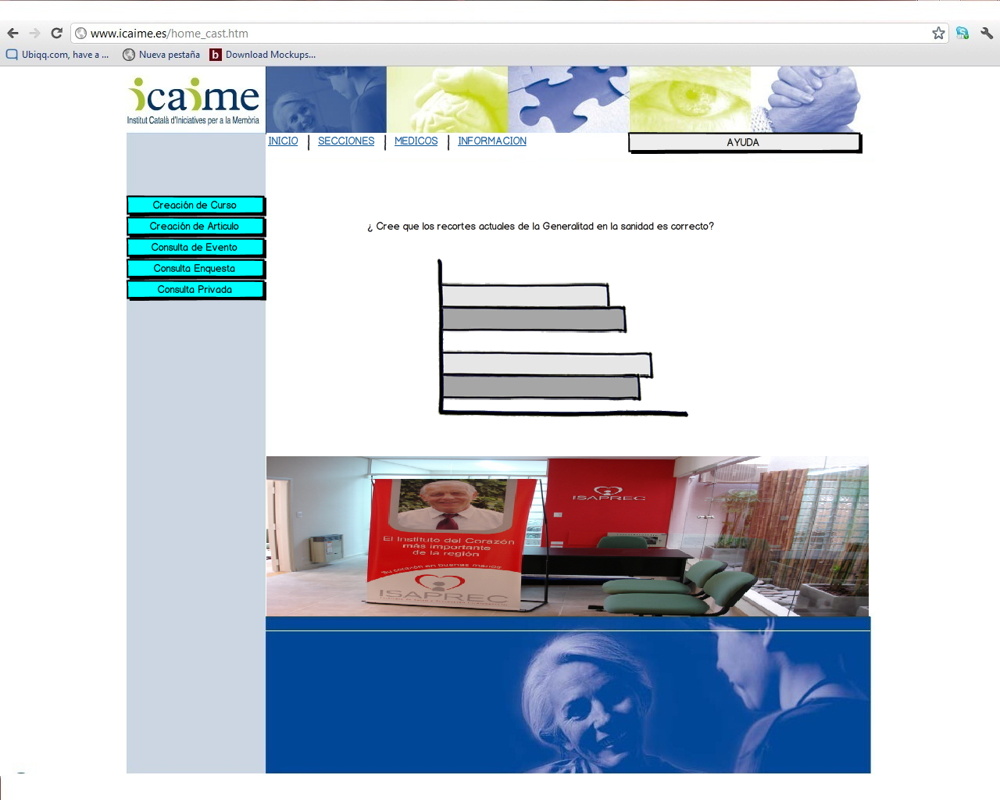 www.icaime.es/home_cast.htm
Ubiqq.com, have a ...
Nueva pestaña
b
Download Mockups...
icaime
Institut Català d'Iniciatives per a la Memòria
INICIO | SECCIONES | MEDICOS | INFORMACION
AYUDA
Creación de Curso
Creación de Articulo
Consulta de Evento
Consulta Enquesta
Consulta Privada
¿ Cree que los recortes actuales de la Generalitad en la sanidad es correcto?
ISAPREC
El Instituto del Corazón
más importante
de la región
"Su corazón en buenas manos"
ISAPREC